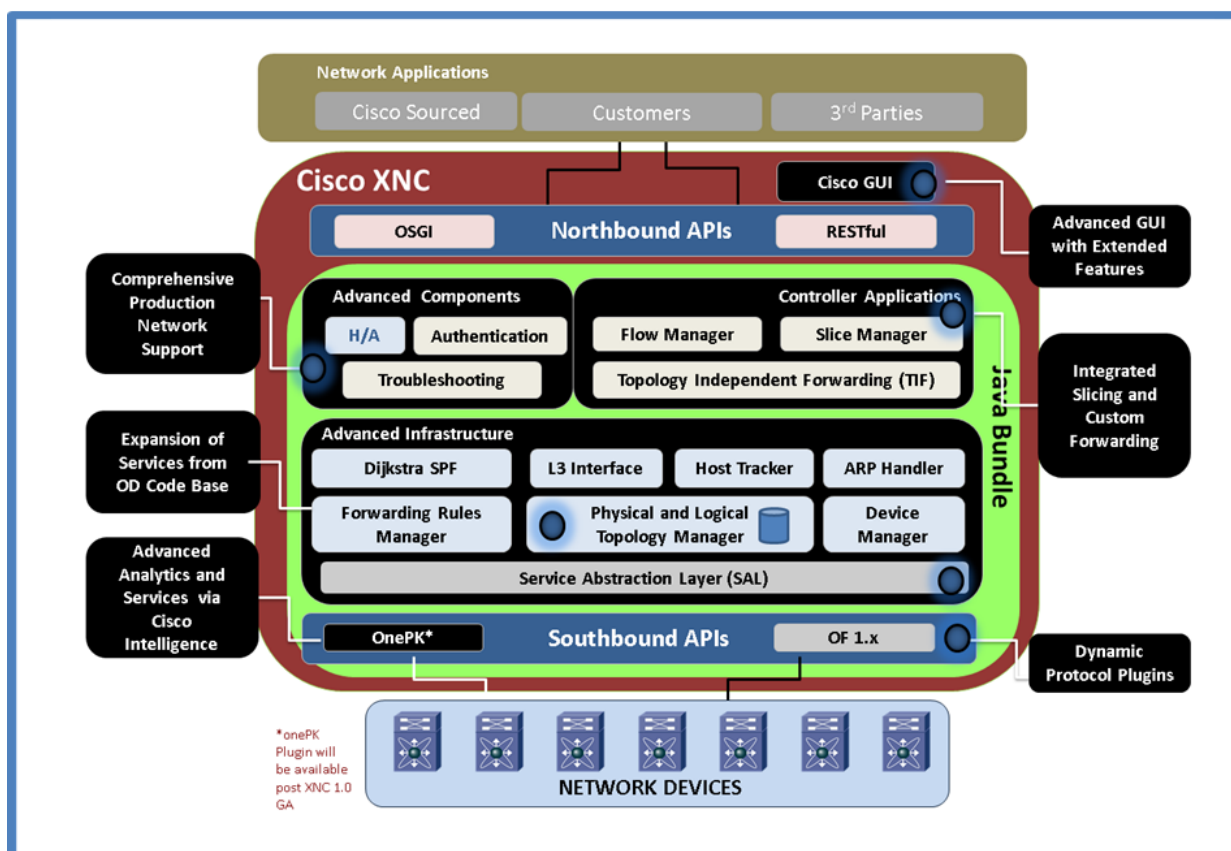 Network Applications
Cisco Sourced
Customers
3rd Parties
Cisco XNC
Cisco GUI
OSGI
Northbound APIs
RESTful
Advanced GUI
with Extended
Features
Comprehensive
Production
Network
Support
Advanced Components
H/A
Authentication
Troubleshooting
Controller Applications
Flow Manager
Slice Manager
Topology Independent Forwarding (TIF)
Java Bundle
Integrated
Slicing and
Custom
Forwarding
Expansion of
Services from
OD Code Base
Advanced Infrastructure
Dijkstra SPF
L3 Interface
Host Tracker
ARP Handler
Forwarding Rules
Manager
Physical and Logical
Topology Manager
Device
Manager
Service Abstraction Layer (SAL)
Advanced
Analytics and
Services via
Cisco
Intelligence
OnePK*
Southbound APIs
OF 1.x
Dynamic
Protocol Plugins
*onePK
Plugin will
be available
post XNC 1.0
GA
NETWORK DEVICES